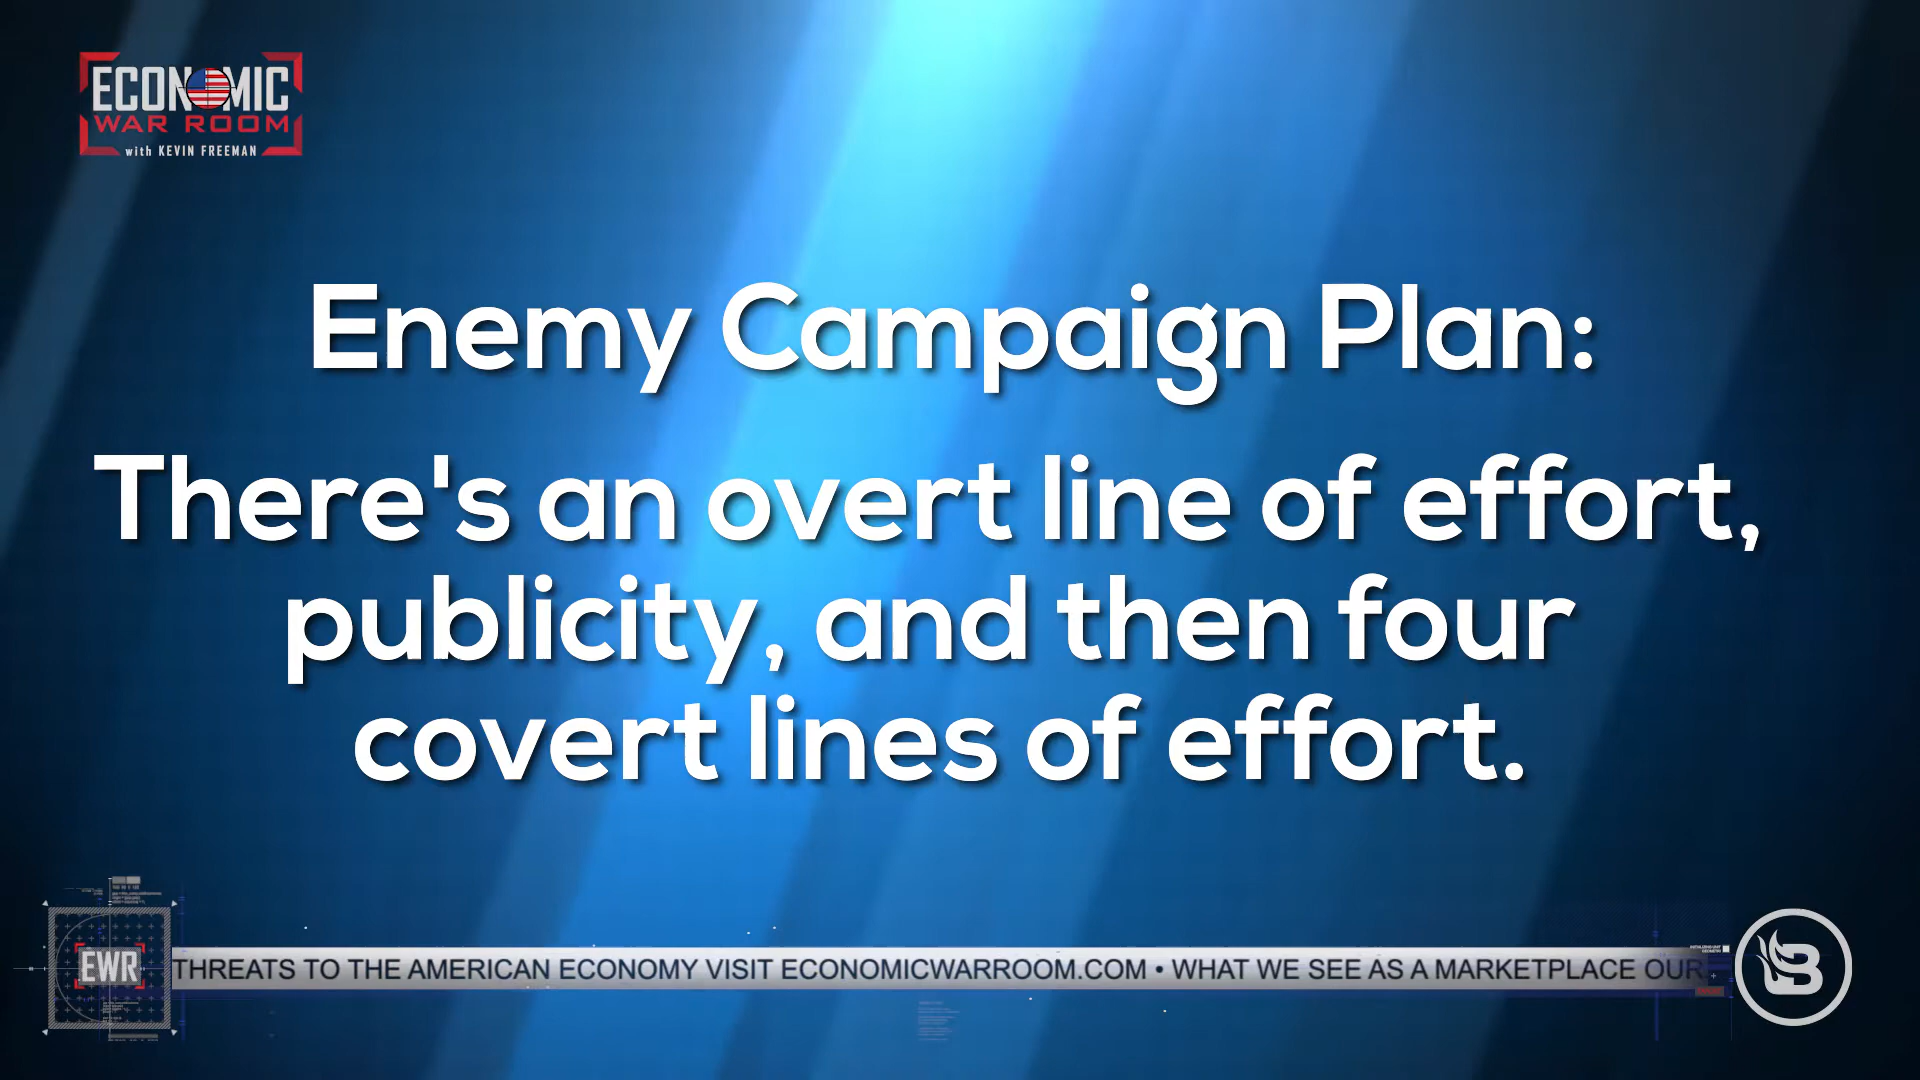 ECONOMIC
WAR ROOM
with KEVIN FREEMAN
Enemy Campaign Plan:
There's an overt line of effort,
publicity, and then four
covert lines of effort.
EWR
THREATS TO THE AMERICAN ECONOMY VISIT ECONOMICWARROOM.COM • WHAT WE SEE AS A MARKETPLACE OUR
B